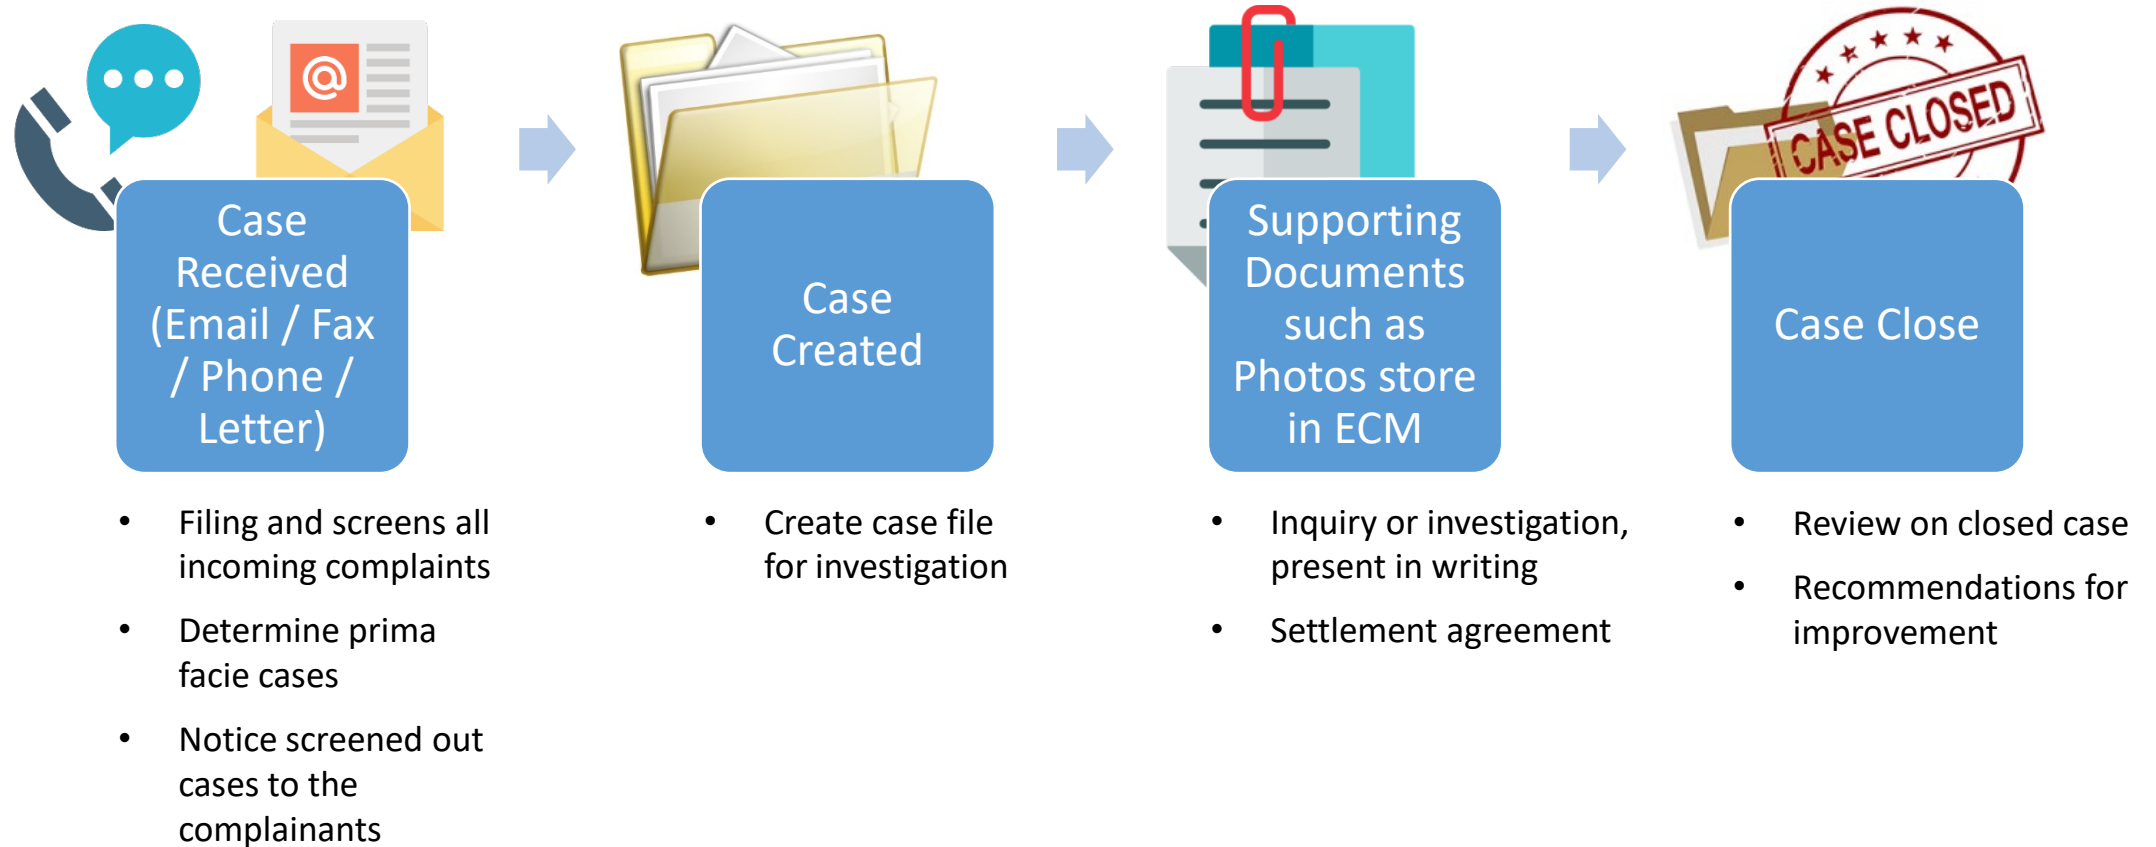 @
CASE CLOSED
Case
Received
(Email / Fax
/ Phone /
Letter)
Case
Created
Supporting
Documents
such as
Photos store
in ECM
Case Close
• Filing and screens all
incoming complaints
• Determine prima
facie cases
• Notice screened out
cases to the
complainants
• Create case file
for investigation
• Inquiry or investigation,
present in writing
• Settlement agreement
• Review on closed case
• Recommendations for
improvement